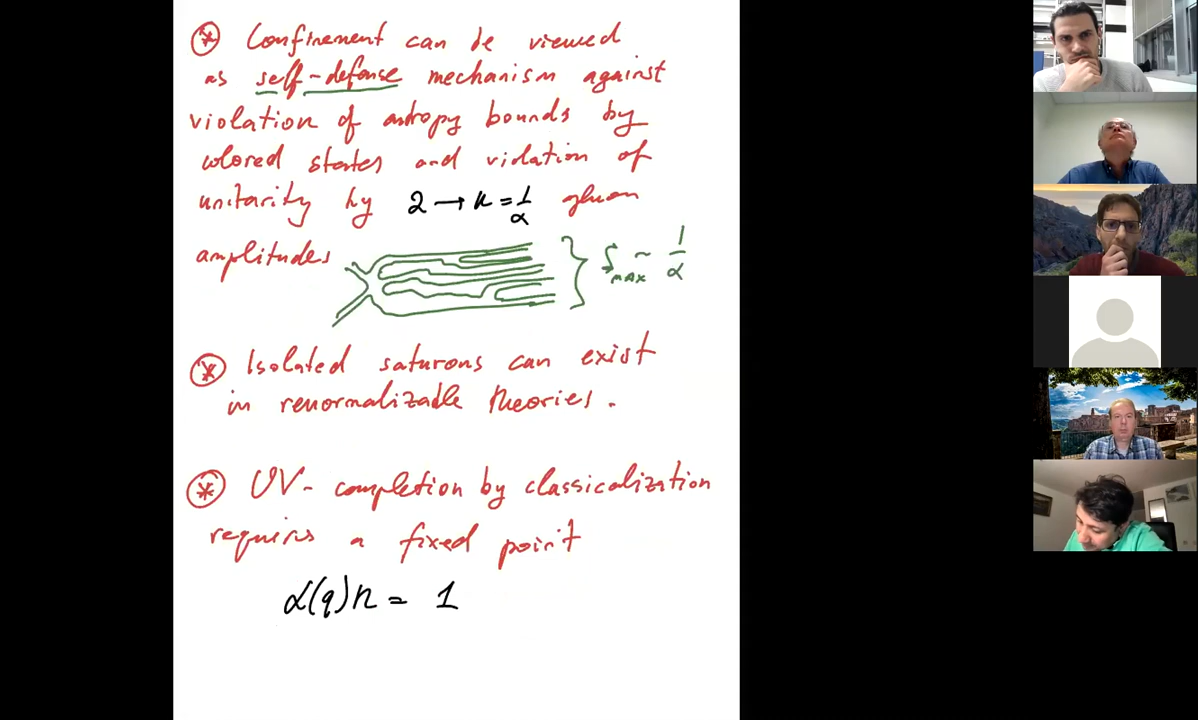 * Confinement can be viewed
as self-defense mechanism against
violation of entropy bounds by
colored states and violation of
unitarity by 2 → n = 1/α gluon
amplitudes
S_MAX ~ 1/α
* Isolated saturons can exist
in renormalizable theories.
* UV-completion by classicalization
requires a fixed point
α(q)n = 1